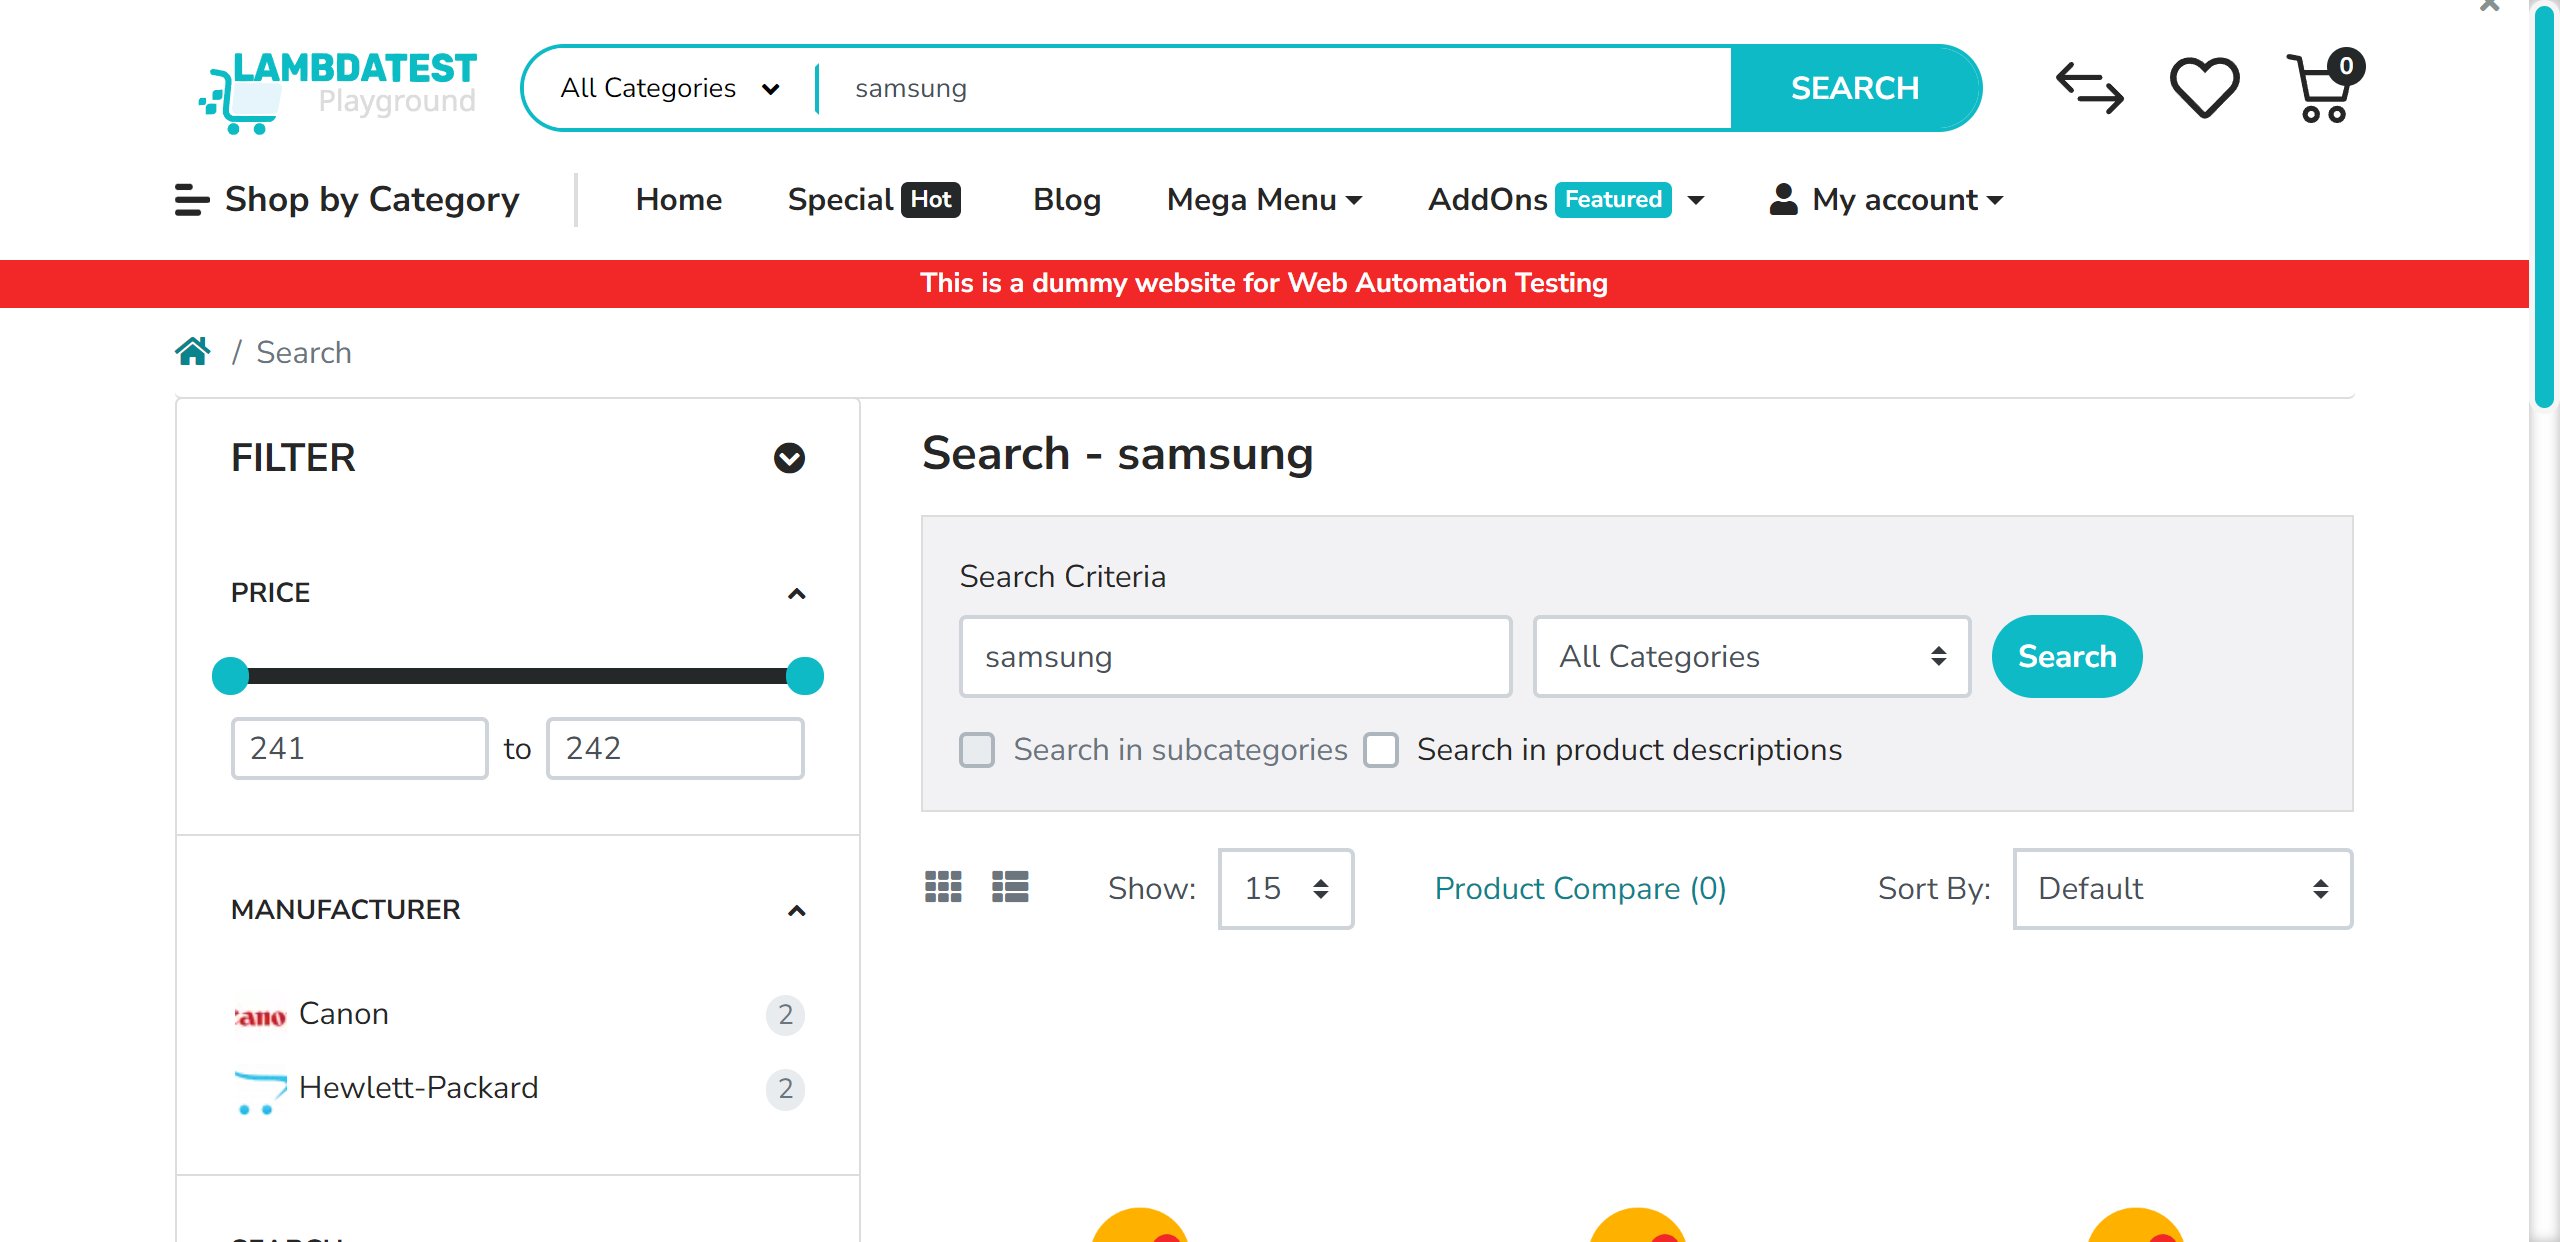 LAMBDATEST
Playground
All Categories
samsung
SEARCH
0
Shop by Category
Home
Special Hot
Blog
Mega Menu
AddOns Featured
My account
This is a dummy website for Web Automation Testing
/ Search
FILTER
PRICE
241 to 242
MANUFACTURER
Canon 2
Hewlett-Packard 2
Search - samsung
Search Criteria
samsung
All Categories
Search
Search in subcategories
Search in product descriptions
Show: 15
Product Compare (0)
Sort By: Default